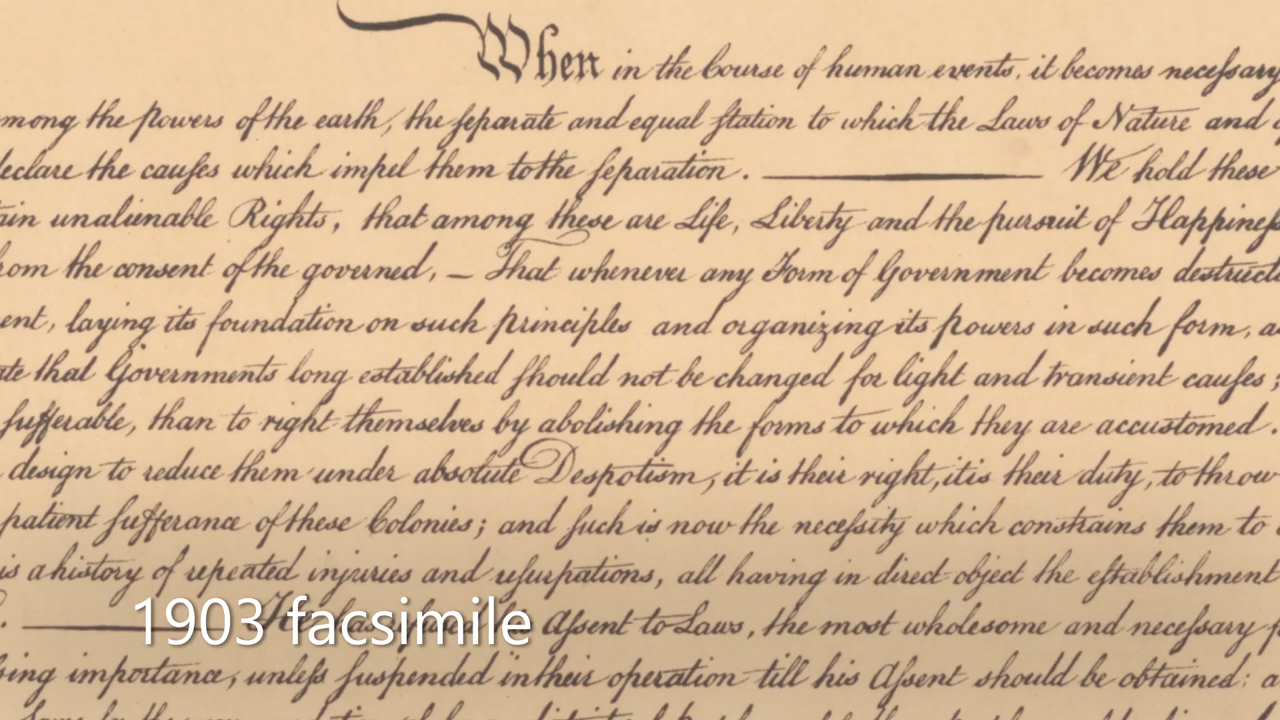 When in the Course of human events, it becomes necessary
mong the powers of the earth, the separate and equal station to which the Laws of Nature and
eclare the causes which impel them to the separation. We hold these
ain unalienable Rights, that among these are Life, Liberty and the pursuit of Happiness
rom the consent of the governed, — That whenever any Form of Government becomes destructi
ent, laying its foundation on such principles and organizing its powers in such form, a
ate that Governments long established should not be changed for light and transient causes;
sufferable, than to right themselves by abolishing the forms to which they are accustomed.
design to reduce them under absolute Despotism, it is their right, it is their duty, to throw
patient sufferance of these Colonies; and such is now the necessity which constrains them to
is a history of repeated injuries and usurpations, all having in direct object the establishment
Assent to Laws, the most wholesome and necessary
1903 facsimile
sing importance, unless suspended in their operation till his Assent should be obtained: a